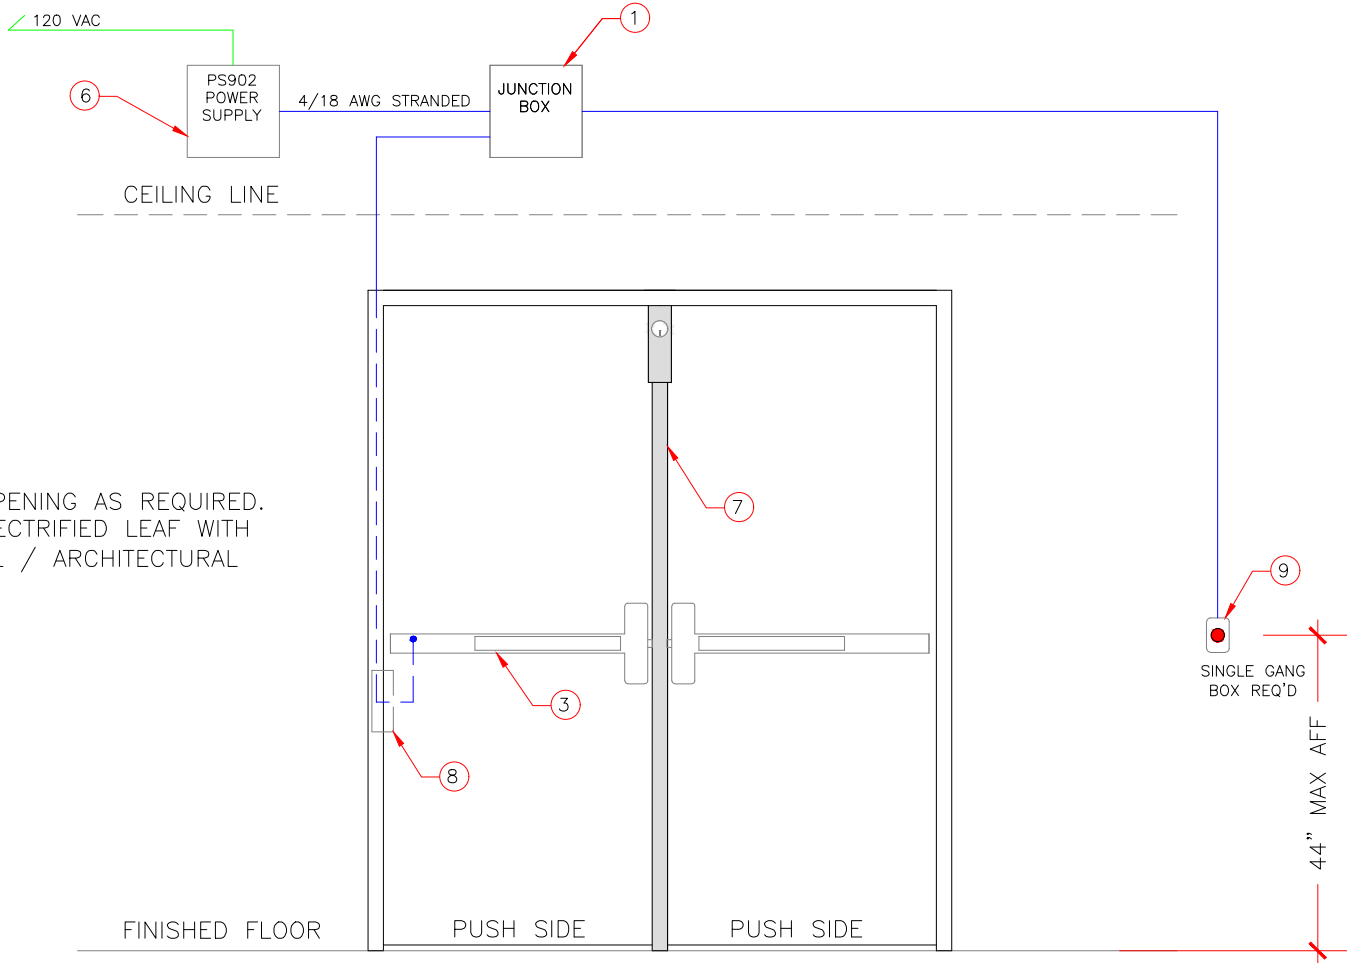 120 VAC
1
6
PS902
POWER
SUPPLY
4/18 AWG STRANDED
JUNCTION
BOX
CEILING LINE
PENING AS REQUIRED.
ECTRIFIED LEAF WITH
/ ARCHITECTURAL
7
9
SINGLE GANG
BOX REQ'D
3
8
44" MAX AFF
FINISHED FLOOR
PUSH SIDE
PUSH SIDE